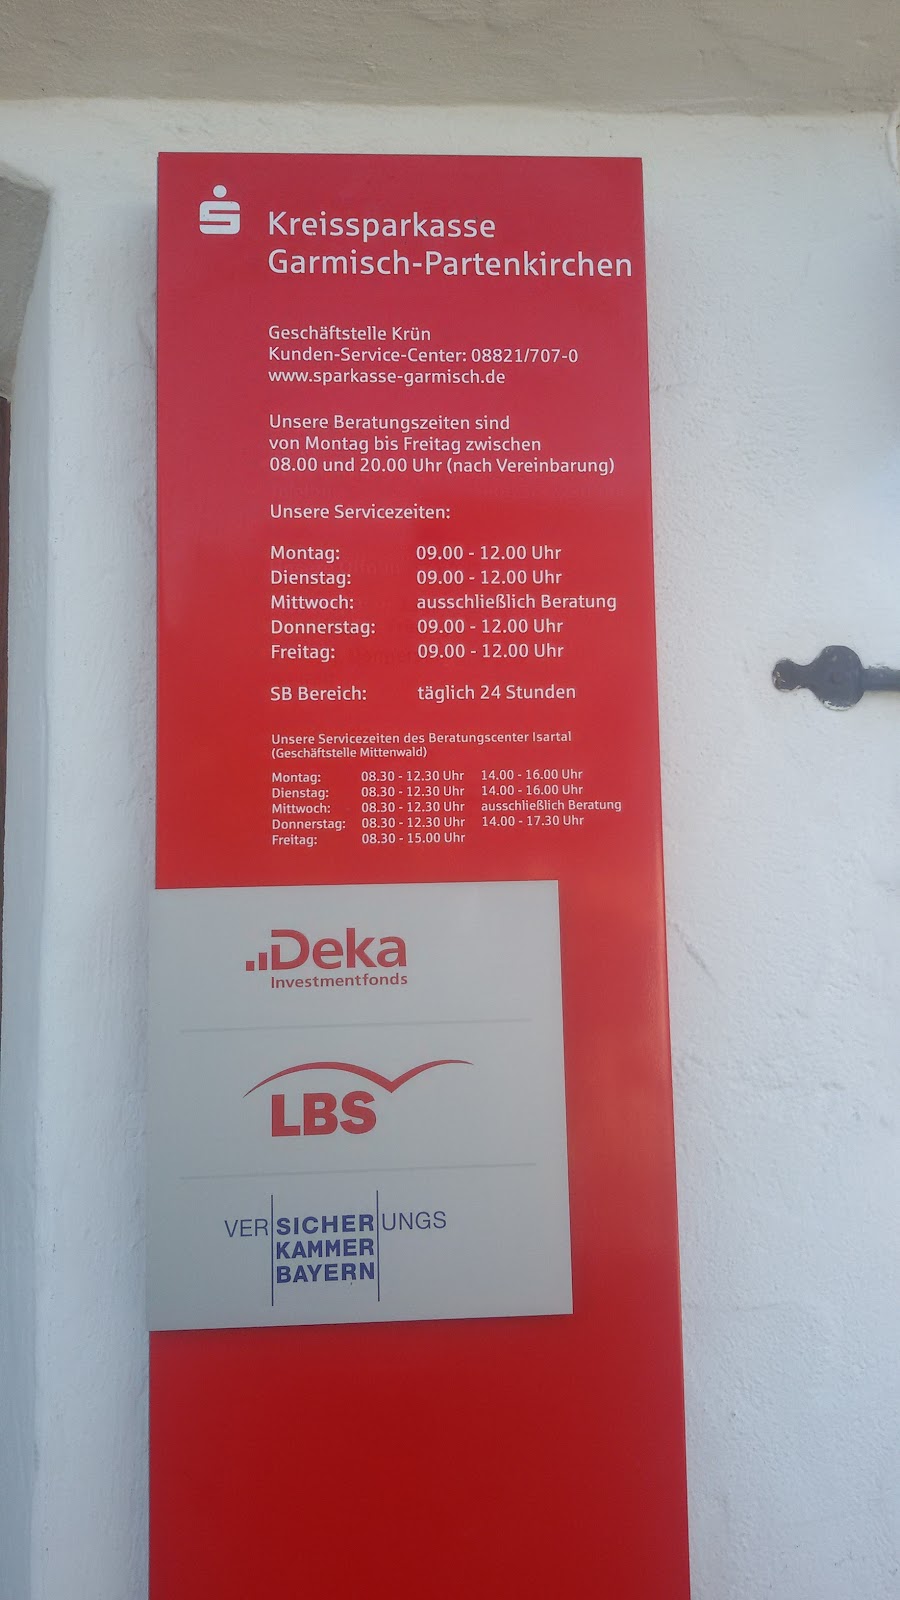 Kreissparkasse
Garmisch-Partenkirchen
Geschäftstelle Krün
Kunden-Service-Center: 08821/707-0
www.sparkasse-garmisch.de
Unsere Beratungszeiten sind
von Montag bis Freitag zwischen
08.00 und 20.00 Uhr (nach Vereinbarung)
Unsere Servicezeiten:
Montag: 09.00 - 12.00 Uhr
Dienstag: 09.00 - 12.00 Uhr
Mittwoch: ausschließlich Beratung
Donnerstag: 09.00 - 12.00 Uhr
Freitag: 09.00 - 12.00 Uhr
SB Bereich: täglich 24 Stunden
Unsere Servicezeiten des Beratungscenter Isartal
(Geschäftstelle Mittenwald)
Montag: 08.30 - 12.30 Uhr 14.00 - 16.00 Uhr
Dienstag: 08.30 - 12.30 Uhr 14.00 - 16.00 Uhr
Mittwoch: 08.30 - 12.30 Uhr ausschließlich Beratung
Donnerstag: 08.30 - 12.30 Uhr 14.00 - 17.30 Uhr
Freitag: 08.30 - 15.00 Uhr
Deka
Investmentfonds
LBS
VERSICHERUNGS
KAMMER
BAYERN